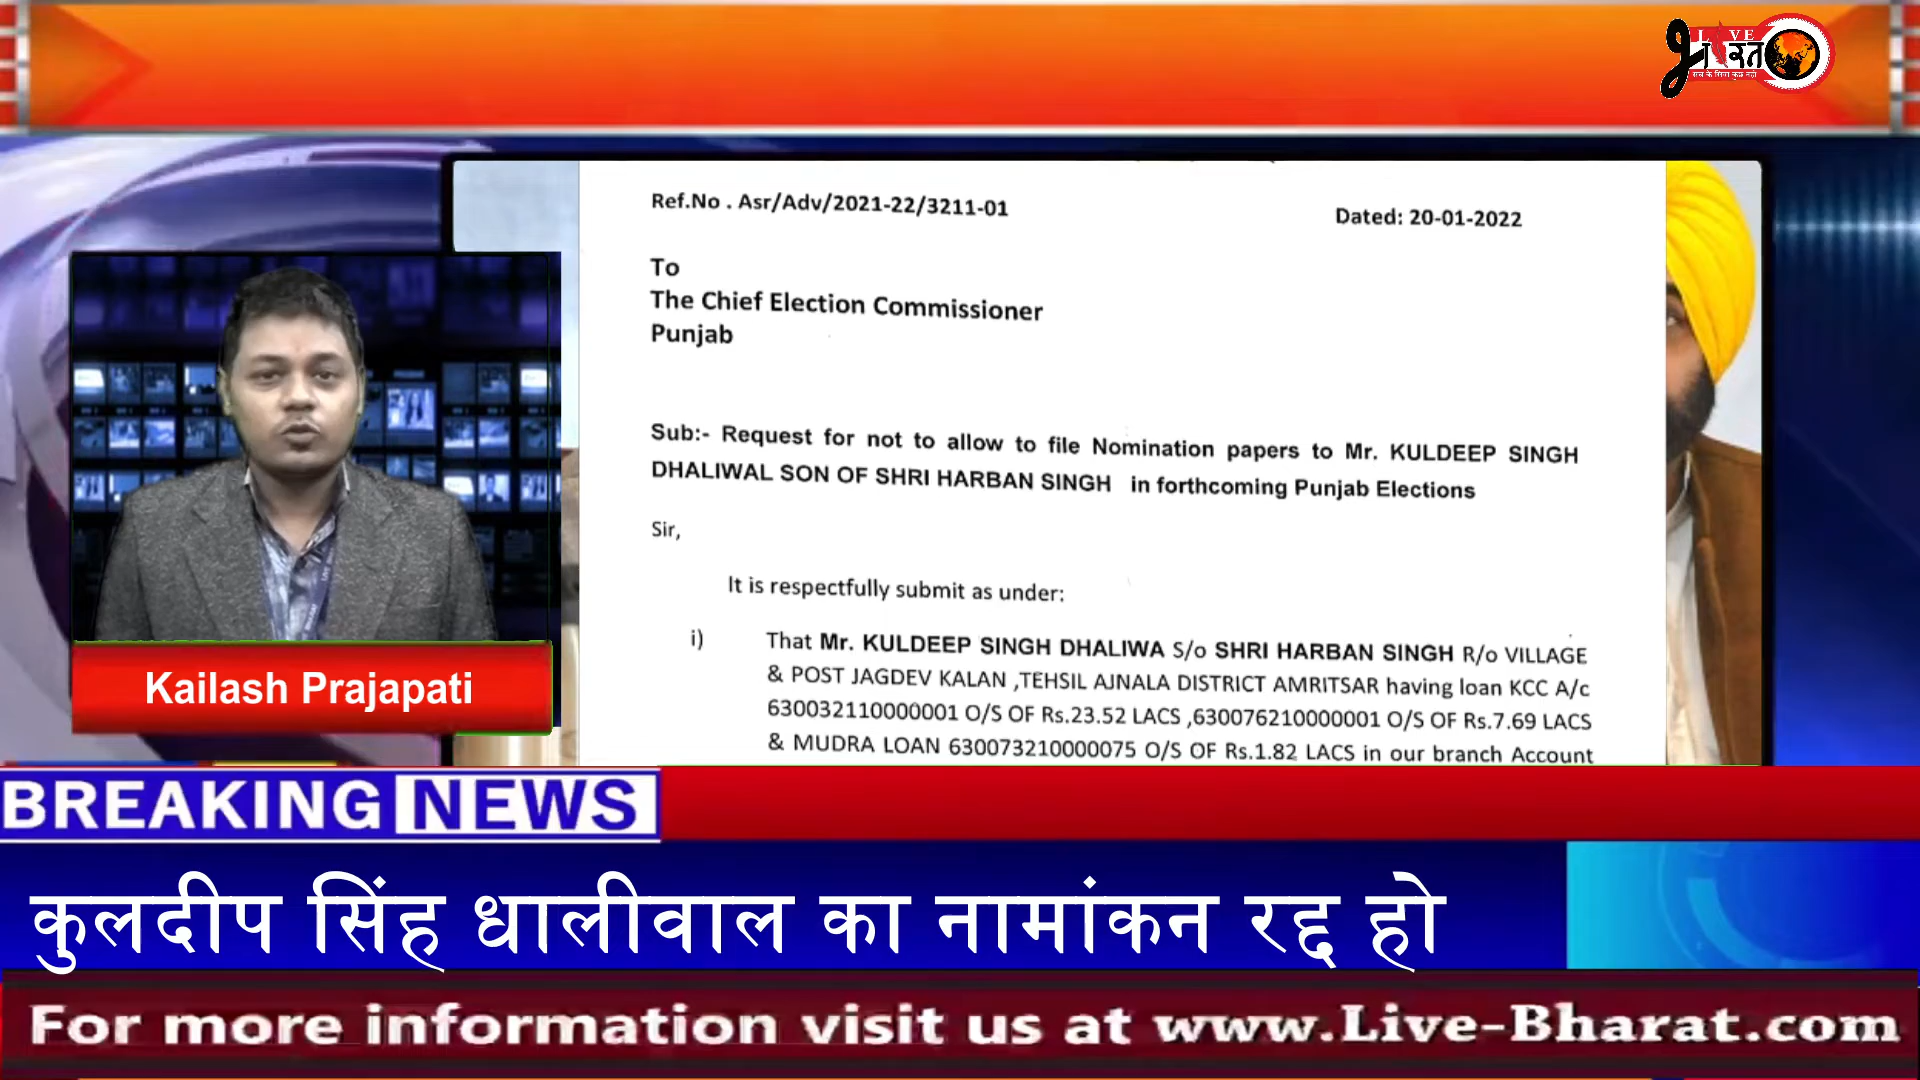 LIVE
भारत
सच के सिवा कुछ नहीं
Ref.No . Asr/Adv/2021-22/3211-01
Dated: 20-01-2022
To
The Chief Election Commissioner
Punjab
Sub:- Request for not to allow to file Nomination papers to Mr. KULDEEP SINGH
DHALIWAL SON OF SHRI HARBAN SINGH in forthcoming Punjab Elections
Sir,
It is respectfully submit as under:
i) That Mr. KULDEEP SINGH DHALIWA S/o SHRI HARBAN SINGH R/o VILLAGE
& POST JAGDEV KALAN ,TEHSIL AJNALA DISTRICT AMRITSAR having loan KCC A/c
630032110000001 O/S OF Rs.23.52 LACS ,630076210000001 O/S OF Rs.7.69 LACS
& MUDRA LOAN 630073210000075 O/S OF Rs.1.82 LACS in our branch Account
Kailash Prajapati
BREAKING NEWS
कुलदीप सिंह धालीवाल का नामांकन रद्द हो
For more information visit us at www.Live-Bharat.com